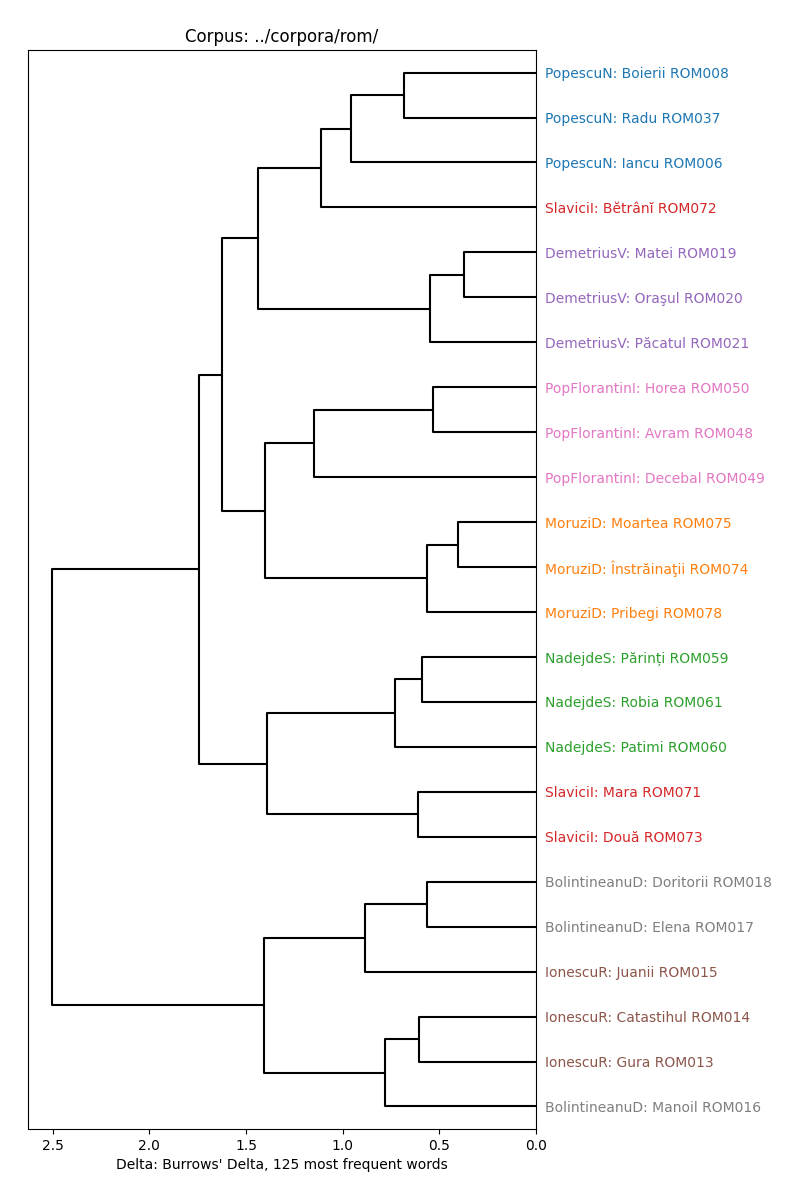 Corpus: ../corpora/rom/
PopescuN: Boierii ROM008
PopescuN: Radu ROM037
PopescuN: Iancu ROM006
SlaviciI: Bĕtrânĭ ROM072
DemetriusV: Matei ROM019
DemetriusV: Oraşul ROM020
DemetriusV: Păcatul ROM021
PopFlorantinI: Horea ROM050
PopFlorantinI: Avram ROM048
PopFlorantinI: Decebal ROM049
MoruziD: Moartea ROM075
MoruziD: Înstrăinaţii ROM074
MoruziD: Pribegi ROM078
NadejdeS: Părinți ROM059
NadejdeS: Robia ROM061
NadejdeS: Patimi ROM060
SlaviciI: Mara ROM071
SlaviciI: Două ROM073
BolintineanuD: Doritorii ROM018
BolintineanuD: Elena ROM017
IonescuR: Juanii ROM015
IonescuR: Catastihul ROM014
IonescuR: Gura ROM013
BolintineanuD: Manoil ROM016
2.5 2.0 1.5 1.0 0.5 0.0
Delta: Burrows' Delta, 125 most frequent words